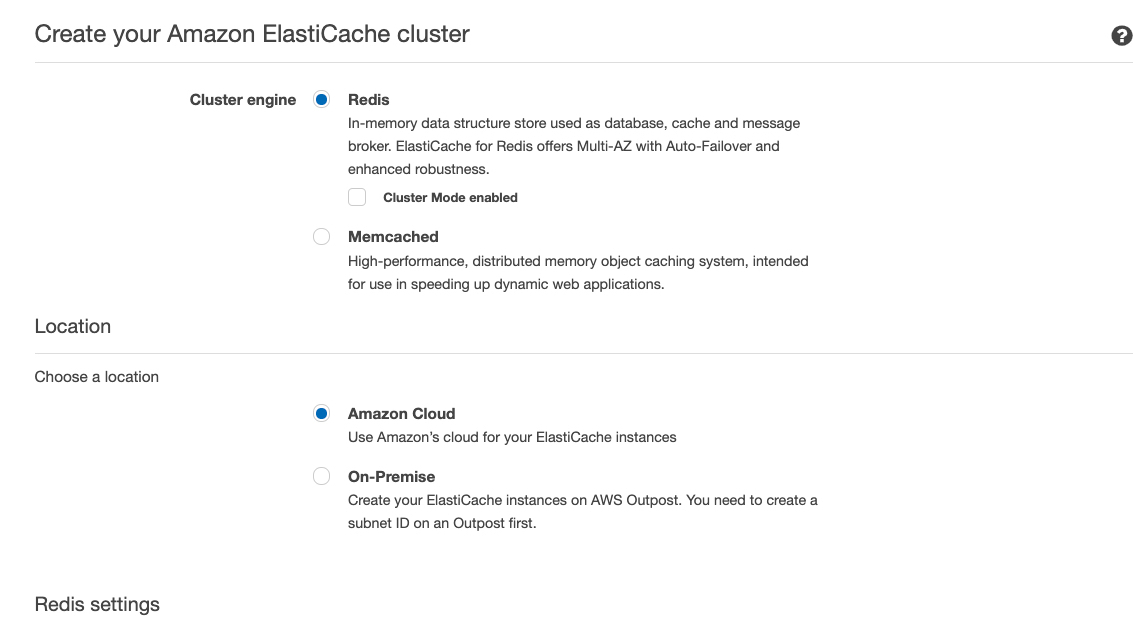 Create your Amazon ElastiCache cluster
?
Cluster engine
Redis
In-memory data structure store used as database, cache and message
broker. ElastiCache for Redis offers Multi-AZ with Auto-Failover and
enhanced robustness.
Cluster Mode enabled
Memcached
High-performance, distributed memory object caching system, intended
for use in speeding up dynamic web applications.
Location
Choose a location
Amazon Cloud
Use Amazon’s cloud for your ElastiCache instances
On-Premise
Create your ElastiCache instances on AWS Outpost. You need to create a
subnet ID on an Outpost first.
Redis settings